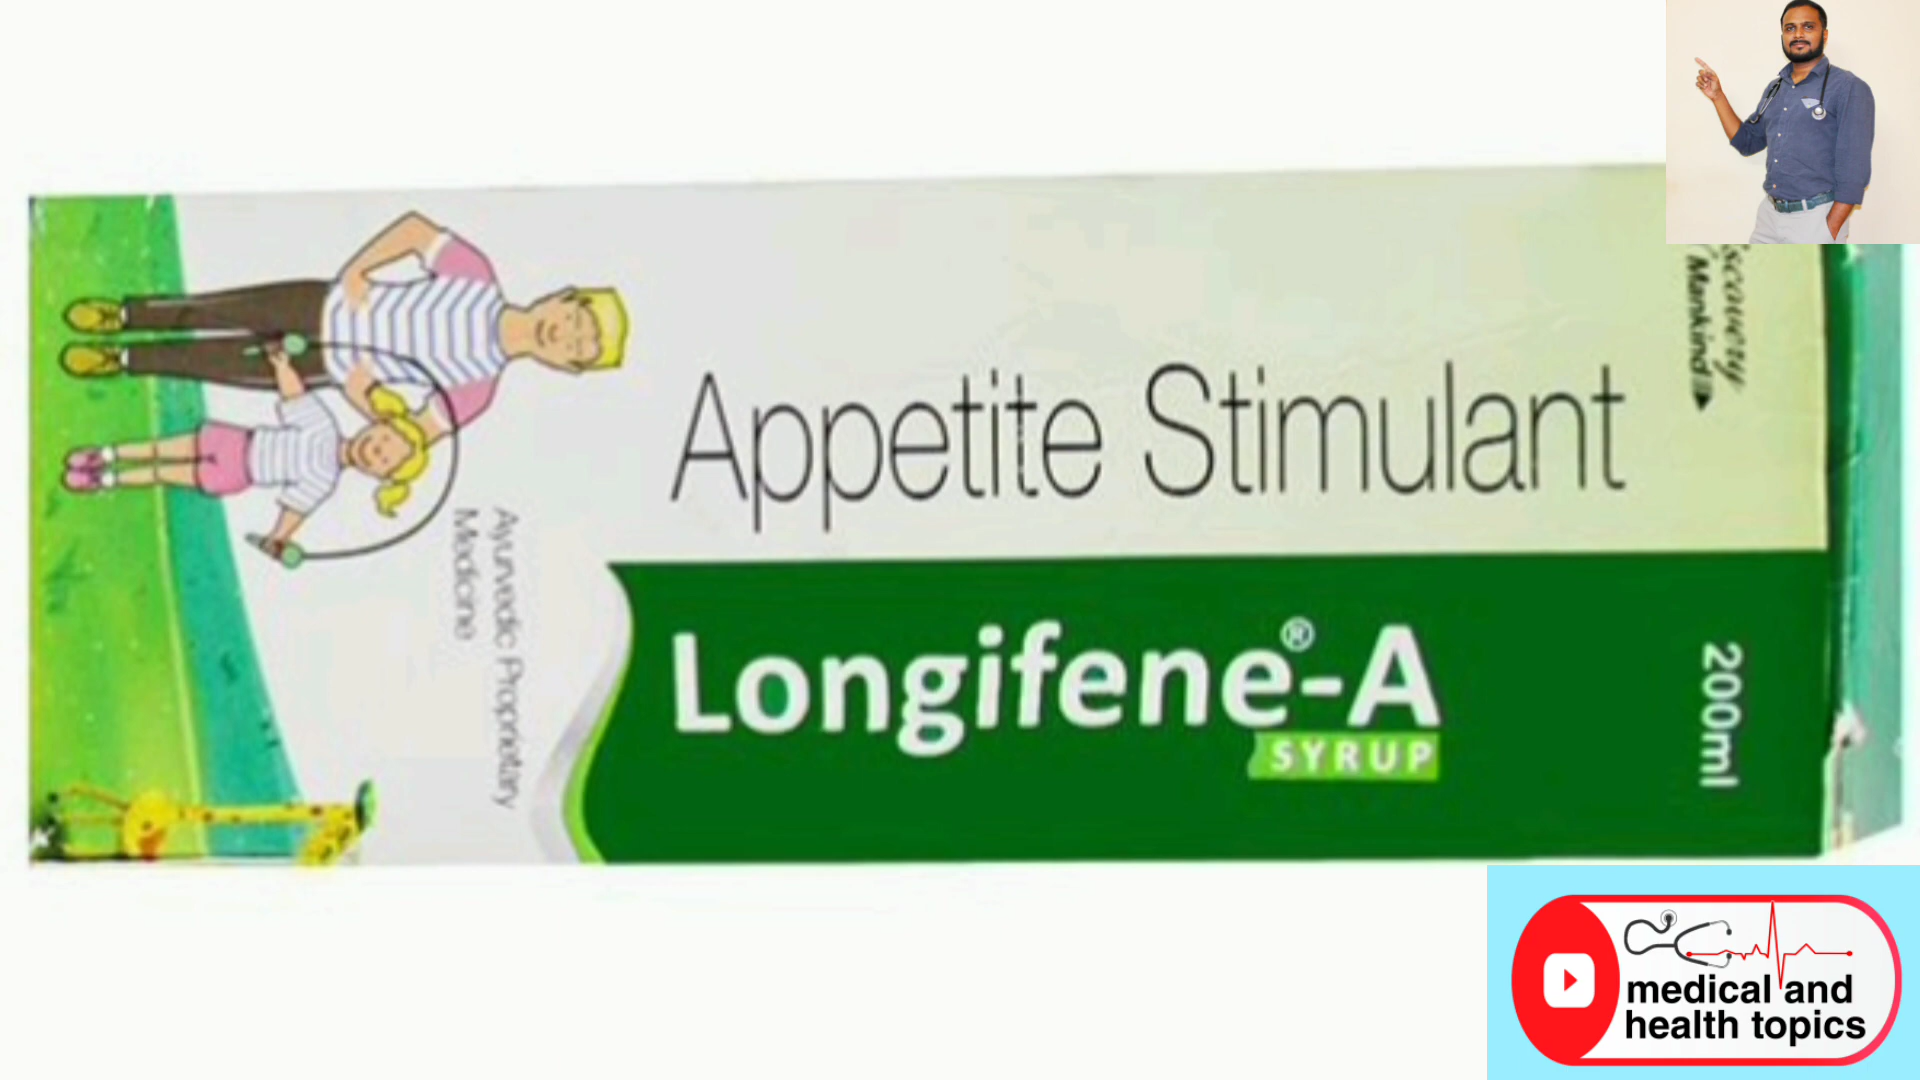 Appetite Stimulant
Longifene®-A
SYRUP
200ml
Ayurvedic Proprietary
Medicine
Mankind
medical and
health topics